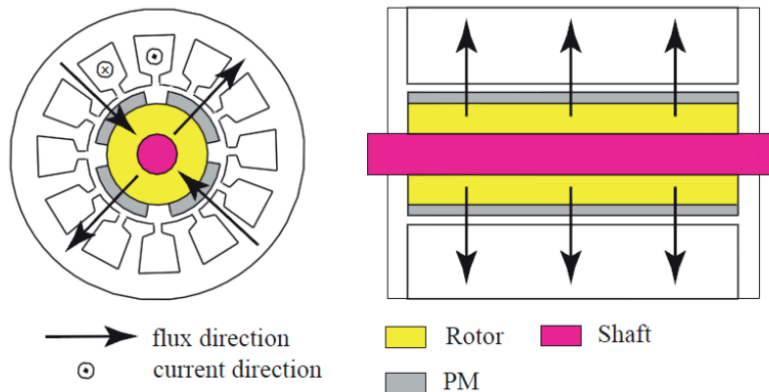 flux direction
current direction
Rotor
Shaft
PM